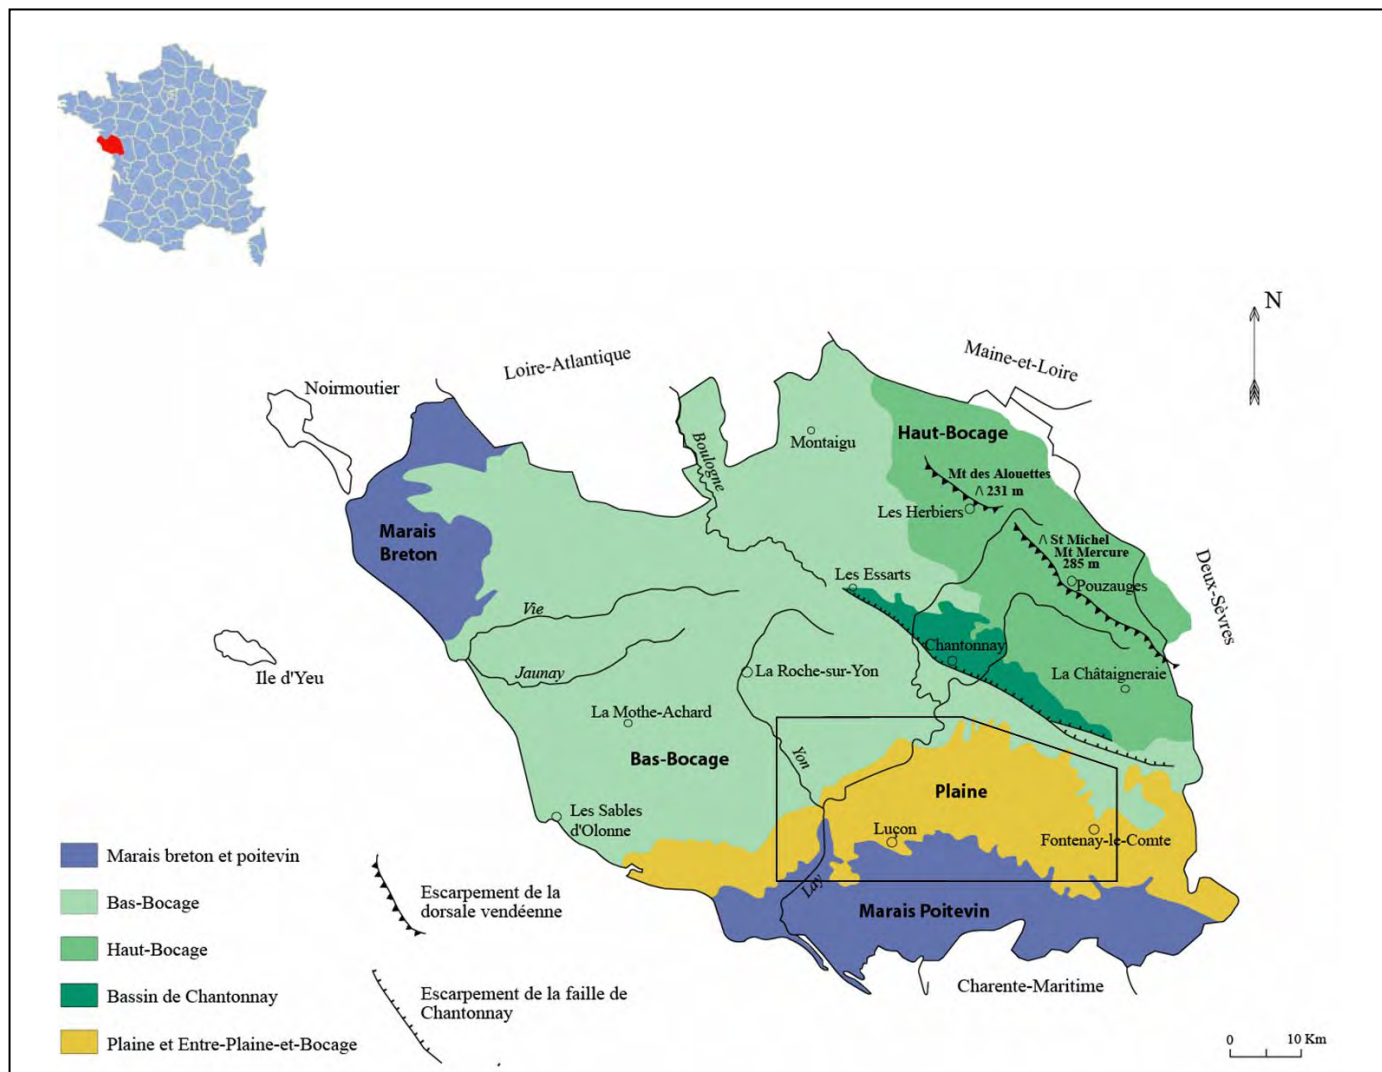 N
Loire-Atlantique
Maine-et-Loire
Noirmoutier
Haut-Bocage
Montaigu
Boulogne
Mt des Alouettes
/\ 231 m
Les Herbiers
Marais
Breton
/\ St Michel
Mt Mercure
285 m
Pouzauges
Deux-Sèvres
Les Essarts
Vie
Chantonnay
Ile d'Yeu
Jaunay
La Roche-sur-Yon
La Châtaigneraie
La Mothe-Achard
Bas-Bocage
Yon
Plaine
Les Sables
d'Olonne
Luçon
Fontenay-le-Comte
Lay
Marais Poitevin
Charente-Maritime
Marais breton et poitevin
Bas-Bocage
Haut-Bocage
Bassin de Chantonnay
Plaine et Entre-Plaine-et-Bocage
Escarpement de la
dorsale vendéenne
Escarpement de la faille de
Chantonnay
0 10 Km